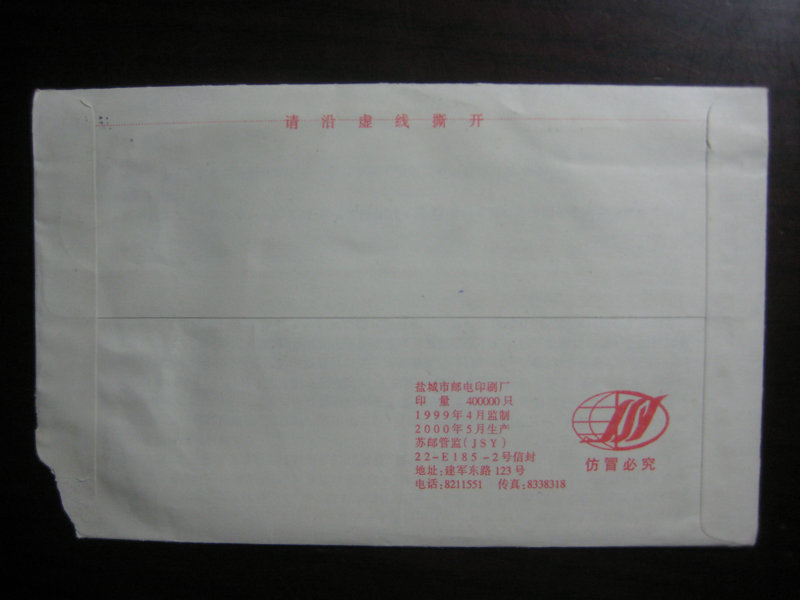 请沿虚线撕开
盐城市邮电印刷厂
印 量 400000只
1999年4月监制
2000年5月生产
苏邮管监(JSY)
22-E185-2号信封
地址:建军东路123号
电话:8211551 传真:8338318
JSY
仿冒必究